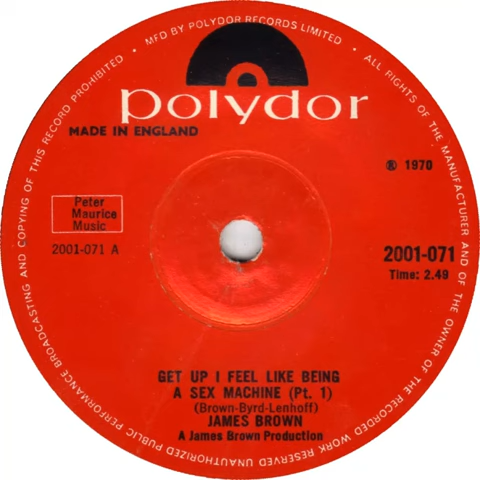 MFD BY POLYDOR RECORDS LIMITED • ALL RIGHTS OF THE MANUFACTURER AND OF THE OWNER OF THE RECORDED WORK RESERVED UNAUTHORIZED PUBLIC PERFORMANCE BROADCASTING AND COPYING OF THIS RECORD PROHIBITED •
polydor
MADE IN ENGLAND
℗ 1970
Peter
Maurice
Music
2001-071 A
2001-071
Time: 2.49
GET UP I FEEL LIKE BEING
A SEX MACHINE (Pt. 1)
(Brown-Byrd-Lenhoff)
JAMES BROWN
A James Brown Production